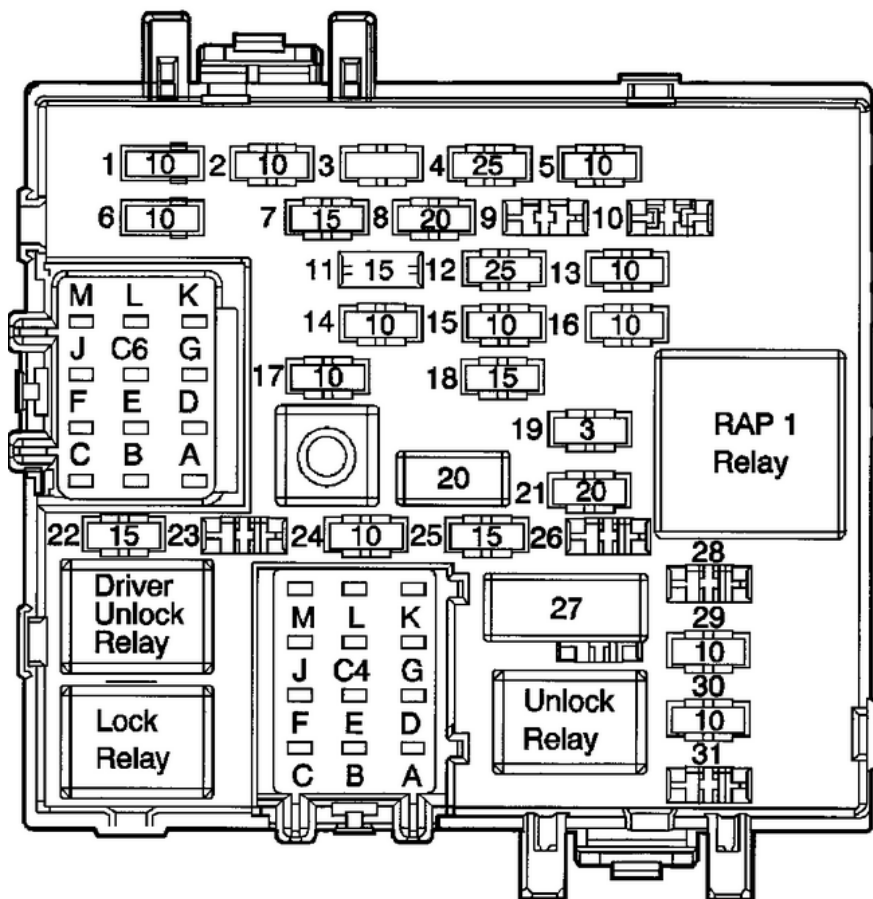 1 10 2 10 3 4 25 5 10
6 10 7 15 8 20 9 10
11 15 12 25 13 10
14 10 15 10 16 10
17 10 18 15
M L K
J C6 G
F E D
C B A
19 3
RAP 1
Relay
20
21 20
22 15 23 24 10 25 15 26
Driver
Unlock
Relay
Lock
Relay
M L K
J C4 G
F E D
C B A
27
Unlock
Relay
28
29
10
30
10
31